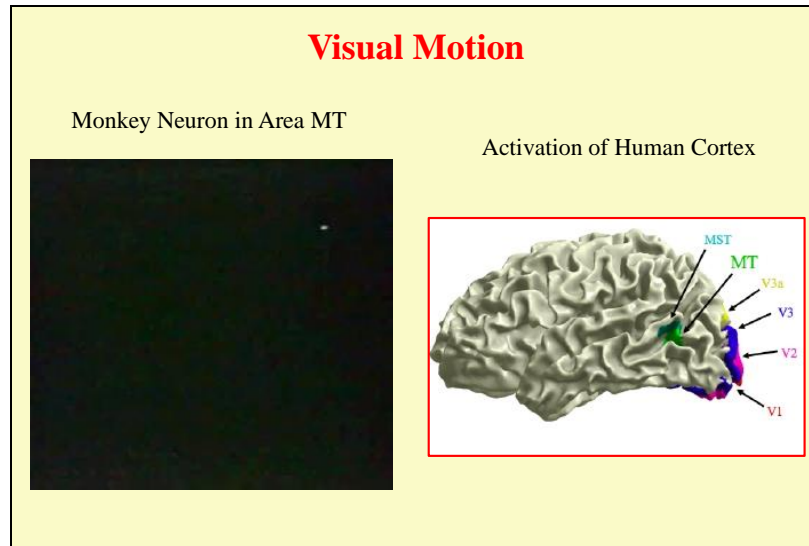 Visual Motion
Monkey Neuron in Area MT
Activation of Human Cortex
MST
MT
V3a
V3
V2
V1